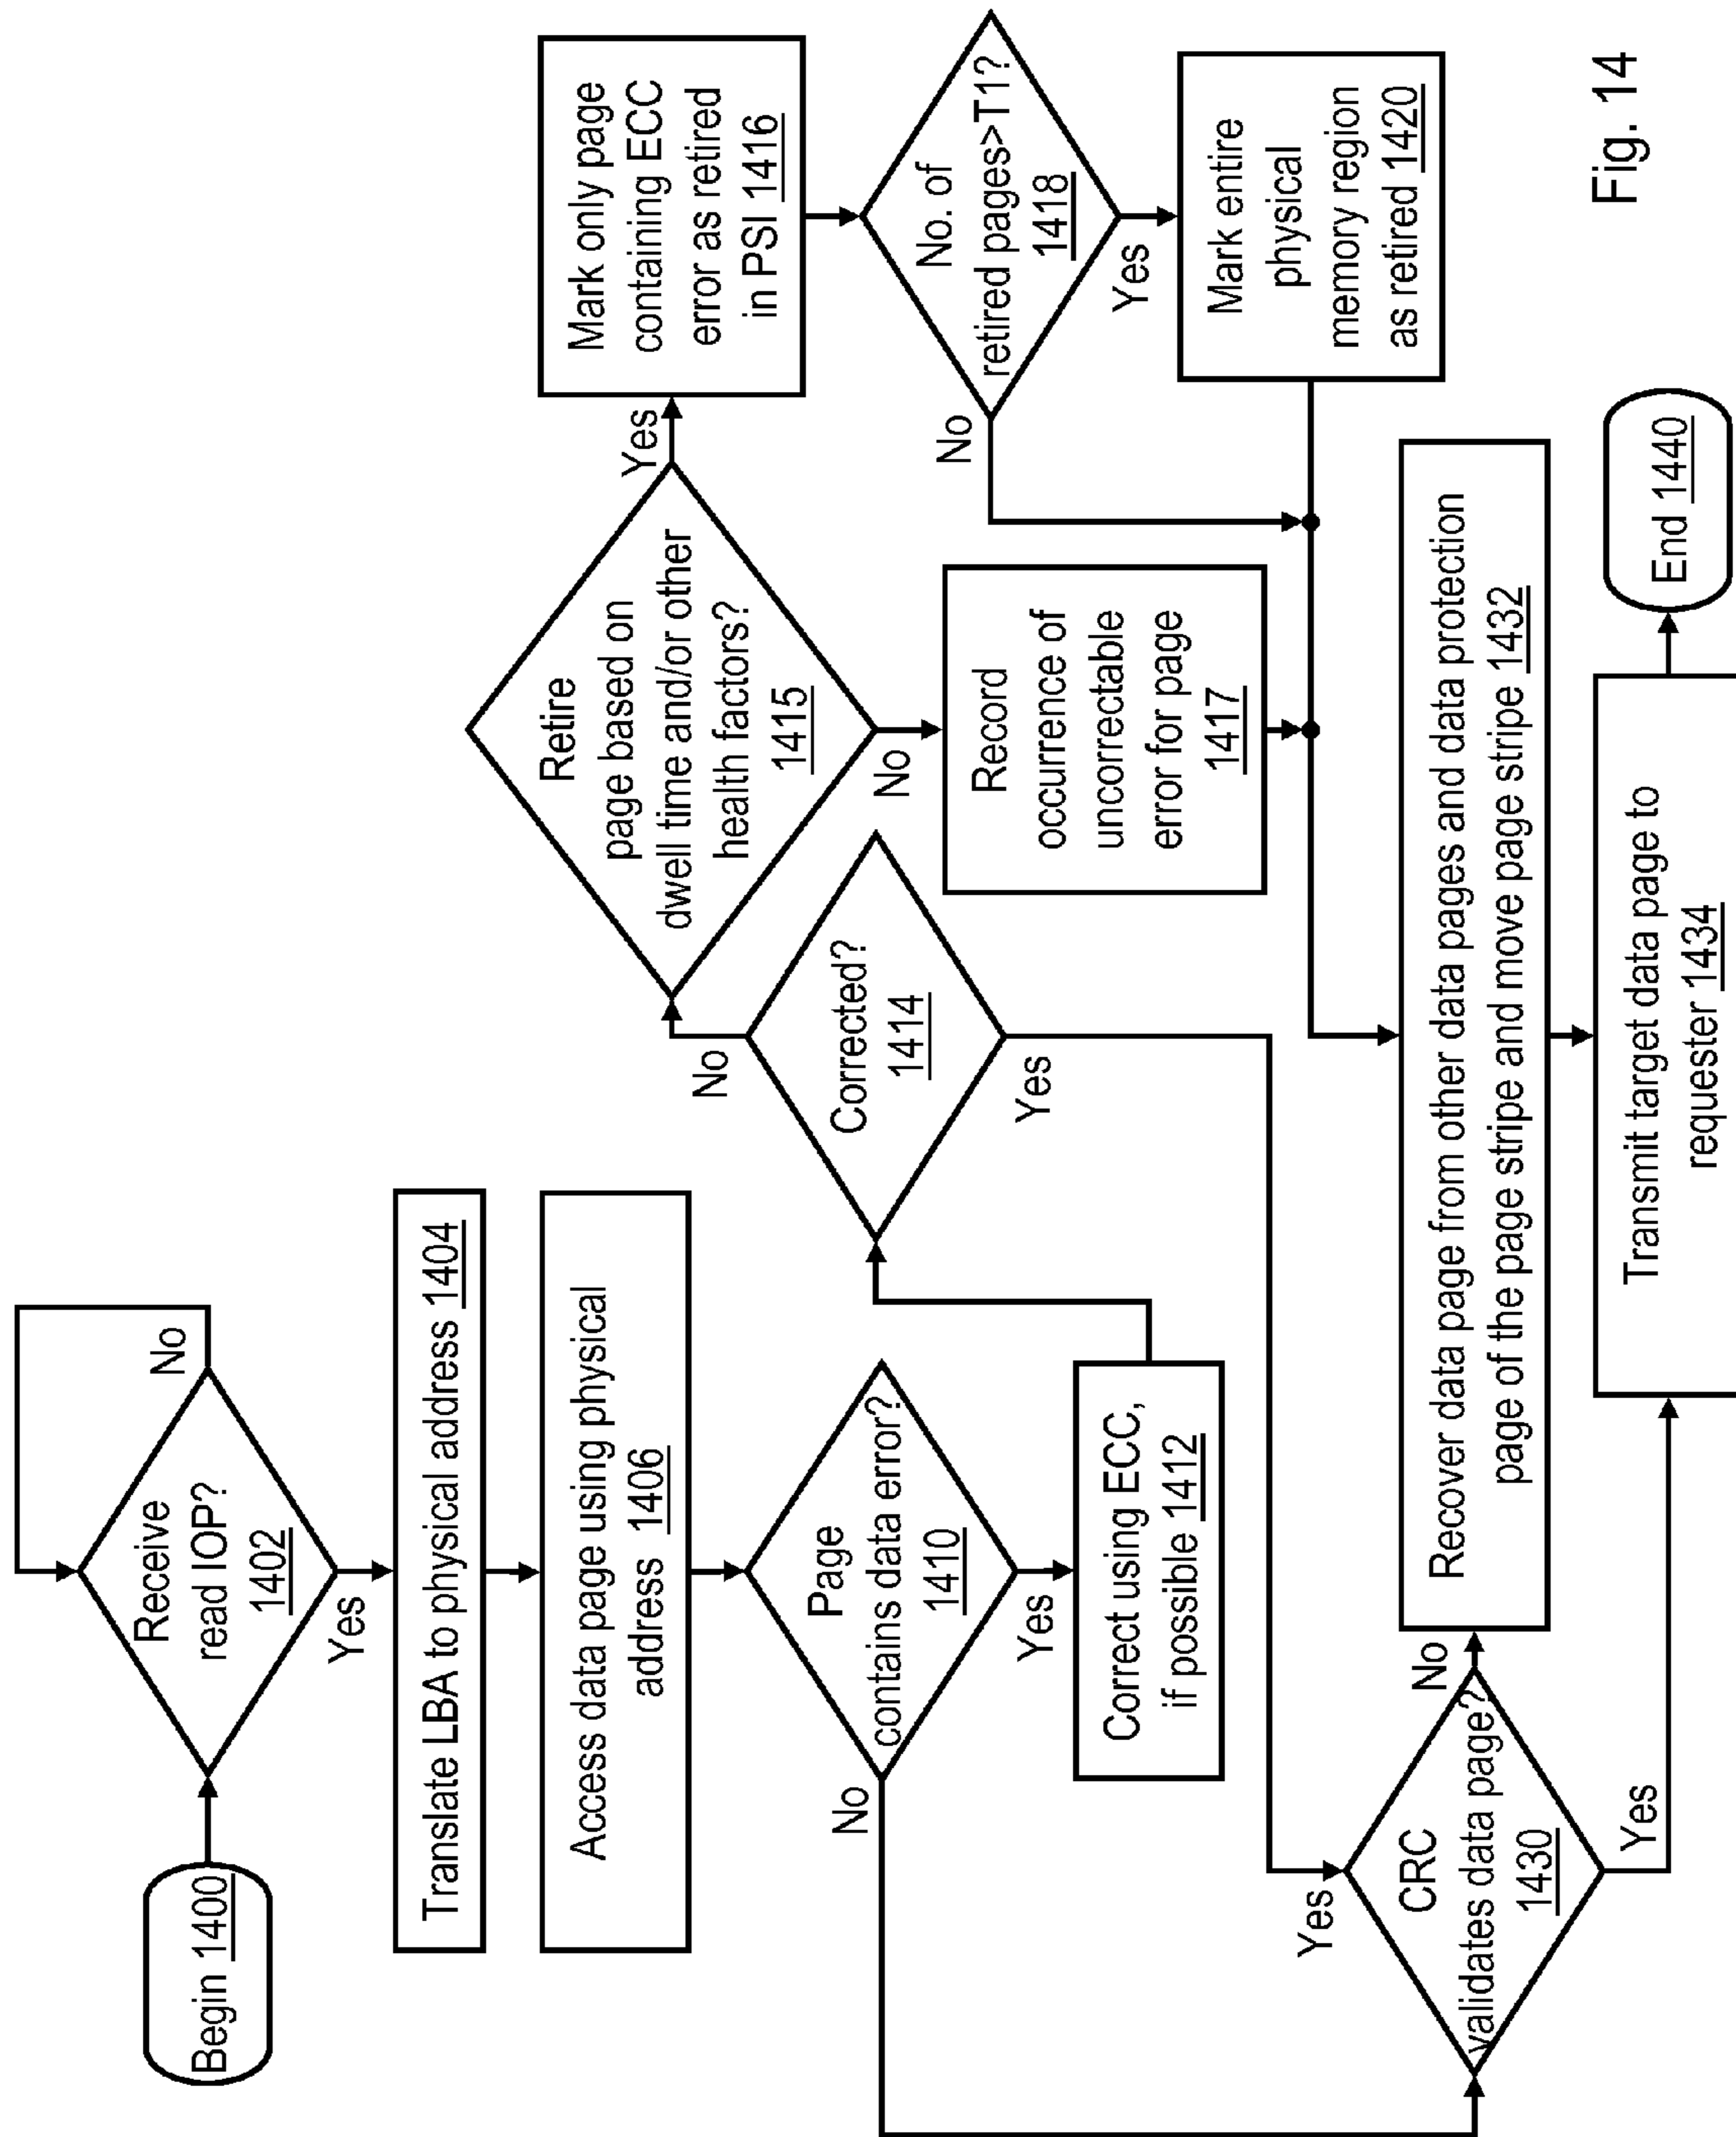 Begin 1400
Receive
read IOP?
1402
No
Yes
Translate LBA to physical address 1404
Access data page using physical
address 1406
Page
contains data error?
1410
No
Yes
Correct using ECC,
if possible 1412
Corrected?
1414
No
Yes
Retire
page based on
dwell time and/or other
health factors?
1415
Yes
No
Mark only page
containing ECC
error as retired
in PSI 1416
Record
occurrence of
uncorrectable
error for page
1417
No. of
retired pages>T1?
1418
No
Yes
Mark entire
physical
memory region
as retired 1420
Yes
CRC
validates data page?
1430
No
Yes
Recover data page from other data pages and data protection
page of the page stripe and move page stripe 1432
Transmit target data page to
requester 1434
End 1440
Fig. 14